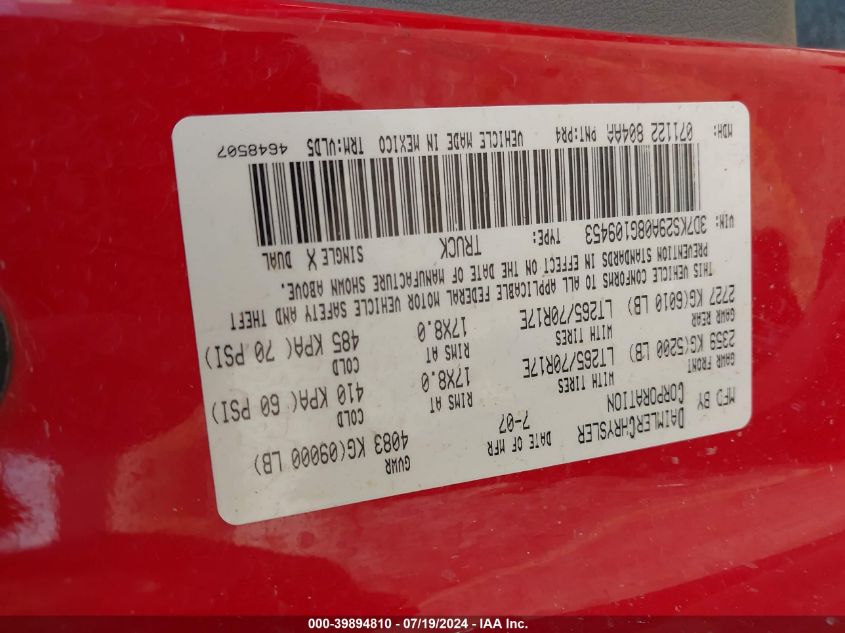 MFD BY DAIMLERCHRYSLER CORPORATION DATE OF MFR 7-07 GVWR 4083 KG(09000 LB)
GAWR FRONT WITH TIRES RIMS AT COLD
2359 KG(5200 LB) LT265/70R17E 17X8.0 410 KPA( 60 PSI)
GAWR REAR WITH TIRES RIMS AT COLD
2727 KG(6010 LB) LT265/70R17E 17X8.0 485 KPA( 70 PSI)
THIS VEHICLE CONFORMS TO ALL APPLICABLE FEDERAL MOTOR VEHICLE SAFETY AND THEFT
PREVENTION STANDARDS IN EFFECT ON THE DATE OF MANUFACTURE SHOWN ABOVE.
VIN: 3D7KS29A08G109453 TYPE: TRUCK SINGLE X DUAL
MDH: 071122 804AA PNT:PR4 VEHICLE MADE IN MEXICO TRM:VLD5 4648507
000-39894810 - 07/19/2024 - IAA Inc.